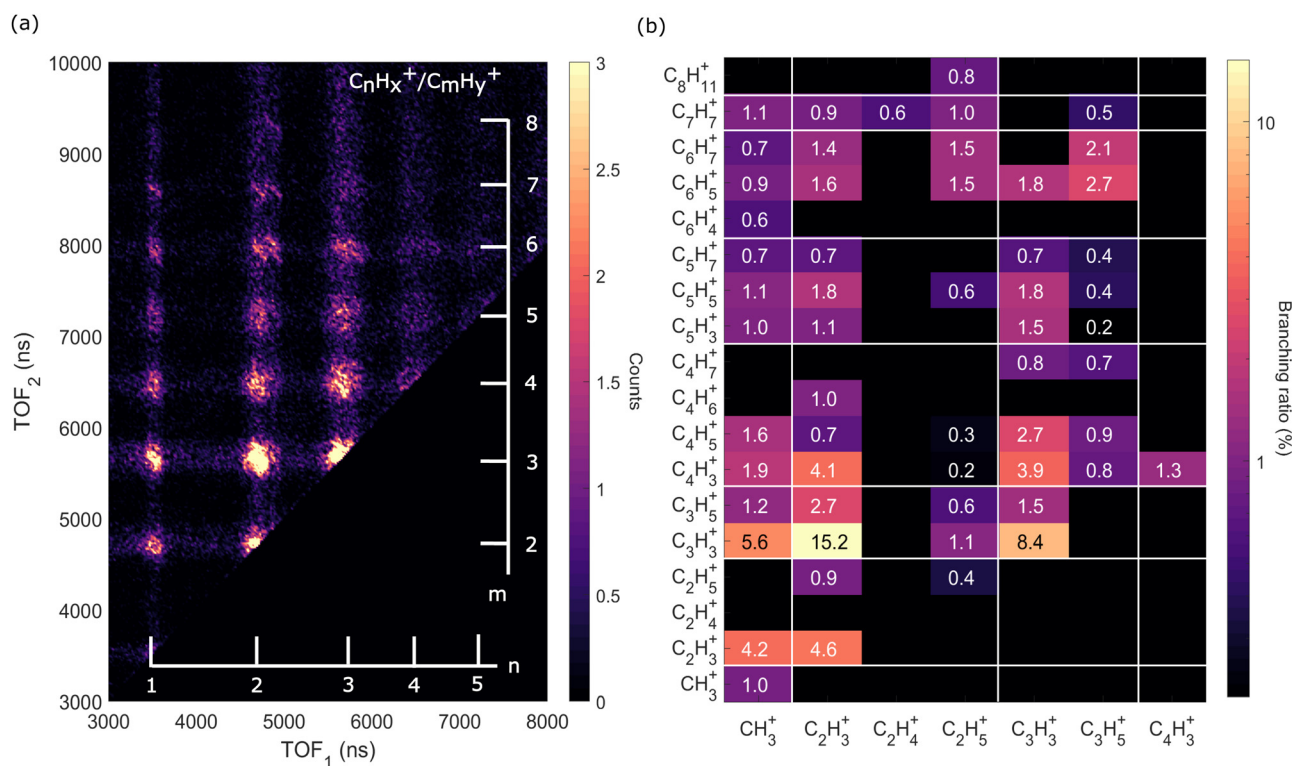 (a)
10000
9000
8000
7000
6000
5000
4000
3000
TOF₂ (ns)
3000 4000 5000 6000 7000 8000
TOF₁ (ns)
CₙHₓ⁺/CₘHᵧ⁺
8
7
6
5
4
3
2
m
1 2 3 4 5 n
3
2.5
2
1.5
1
0.5
0
Counts
(b)
C₈H₁₁⁺ 0.8
C₇H₇⁺ 1.1 0.9 0.6 1.0 0.5
C₆H₇⁺ 0.7 1.4 1.5 2.1
C₆H₅⁺ 0.9 1.6 1.5 1.8 2.7
C₆H₄⁺ 0.6
C₅H₇⁺ 0.7 0.7 0.7 0.4
C₅H₅⁺ 1.1 1.8 0.6 1.8 0.4
C₅H₃⁺ 1.0 1.1 1.5 0.2
C₄H₇⁺ 0.8 0.7
C₄H₆⁺ 1.0
C₄H₅⁺ 1.6 0.7 0.3 2.7 0.9
C₄H₃⁺ 1.9 4.1 0.2 3.9 0.8 1.3
C₃H₅⁺ 1.2 2.7 0.6 1.5
C₃H₃⁺ 5.6 15.2 1.1 8.4
C₂H₅⁺ 0.9 0.4
C₂H₄⁺
C₂H₃⁺ 4.2 4.6
CH₃⁺ 1.0
CH₃⁺ C₂H₃⁺ C₂H₄⁺ C₂H₅⁺ C₃H₃⁺ C₃H₅⁺ C₄H₃⁺
10
1
Branching ratio (%)